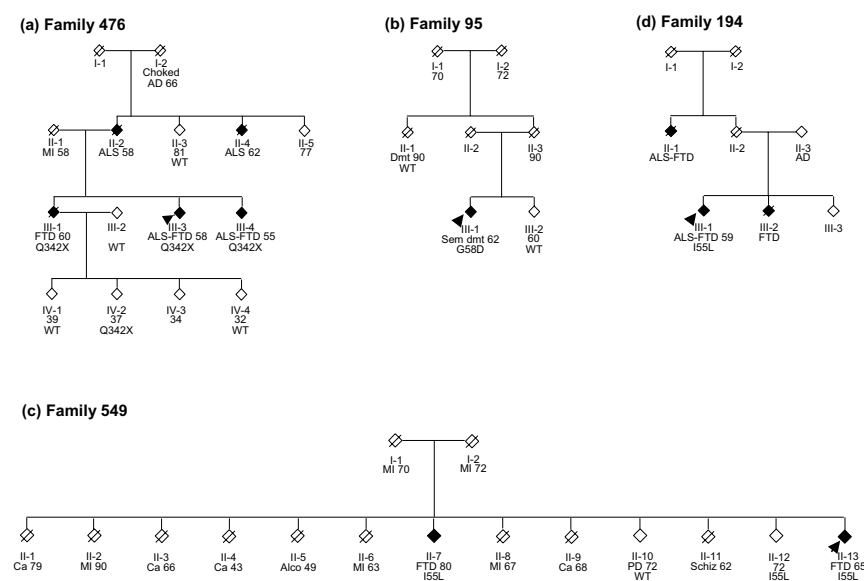 (a) Family 476
I-1
I-2
Choked
AD 66
II-1
MI 58
II-2
ALS 58
II-3
81
WT
II-4
ALS 62
II-5
77
III-1
FTD 60
Q342X
III-2
WT
III-3
ALS-FTD 58
Q342X
III-4
ALS-FTD 55
Q342X
IV-1
39
WT
IV-2
37
Q342X
IV-3
34
IV-4
32
WT
(b) Family 95
I-1
70
I-2
72
II-1
Dmt 90
WT
II-2
II-3
90
III-1
Sem dmt 62
G58D
III-2
60
WT
(d) Family 194
I-1
I-2
II-1
ALS-FTD
II-2
II-3
AD
III-1
ALS-FTD 59
I55L
III-2
FTD
III-3
(c) Family 549
I-1
MI 70
I-2
MI 72
II-1
Ca 79
II-2
MI 90
II-3
Ca 66
II-4
Ca 43
II-5
Alco 49
II-6
MI 63
II-7
FTD 80
I55L
II-8
MI 67
II-9
Ca 68
II-10
PD 72
WT
II-11
Schiz 62
II-12
72
I55L
II-13
FTD 65
I55L